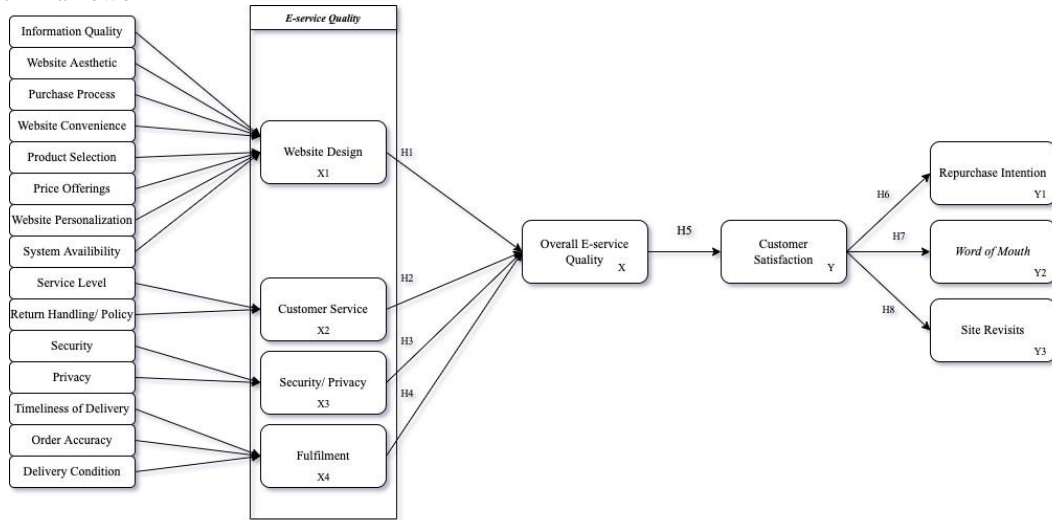 E-service Quality
Information Quality
Website Aesthetic
Purchase Process
Website Convenience
Product Selection
Price Offerings
Website Personalization
System Availibility
Service Level
Return Handling/ Policy
Security
Privacy
Timeliness of Delivery
Order Accuracy
Delivery Condition
Website Design
X1
Customer Service
X2
Security/ Privacy
X3
Fulfilment
X4
H1
H2
H3
H4
Overall E-service
Quality
X
H5
Customer
Satisfaction
Y
H6
H7
H8
Repurchase Intention
Y1
Word of Mouth
Y2
Site Revisits
Y3